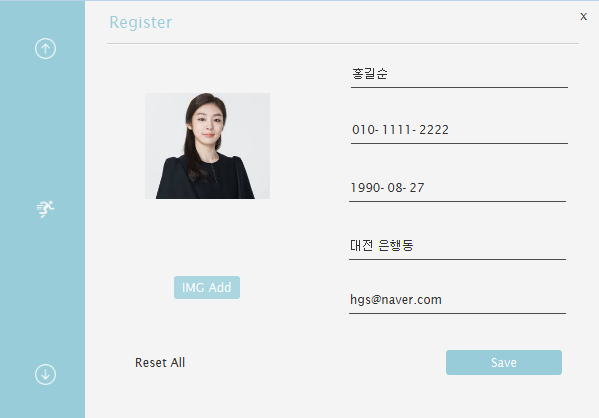 Register
x
홍길순
010- 1111- 2222
1990- 08- 27
대전 은행동
IMG Add
hgs@naver.com
Reset All
Save